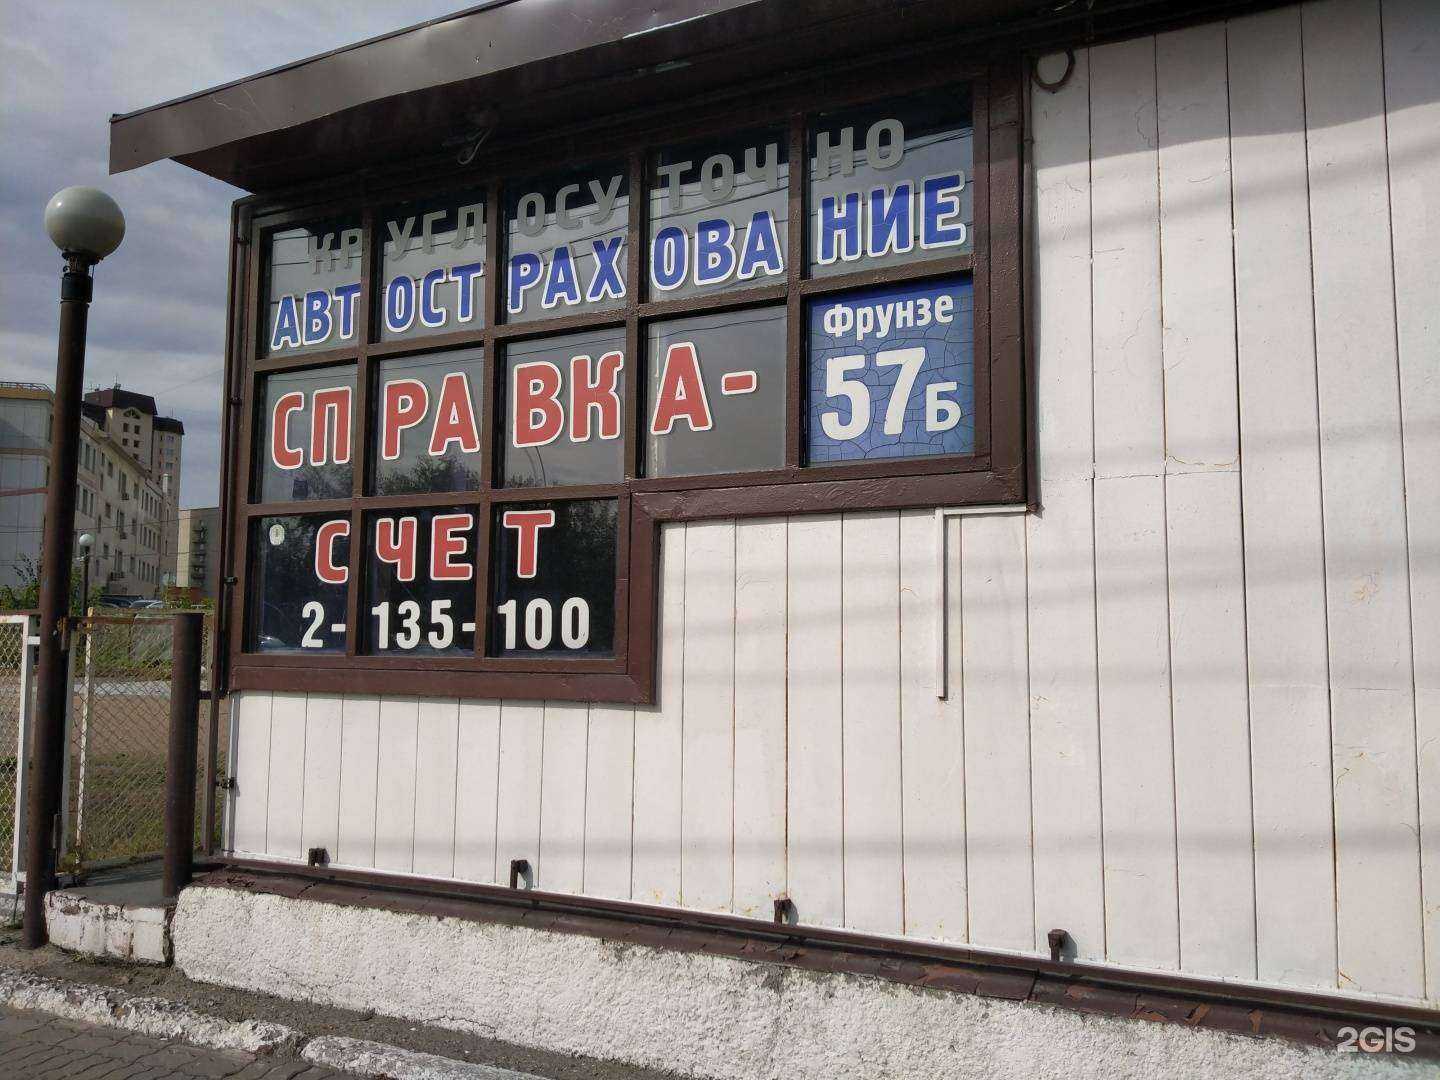 КРУГЛОСУТОЧНО
АВТОСТРАХОВАНИЕ
СПРАВКА-
СЧЕТ
2-135-100
Фрунзе
57Б
2GIS